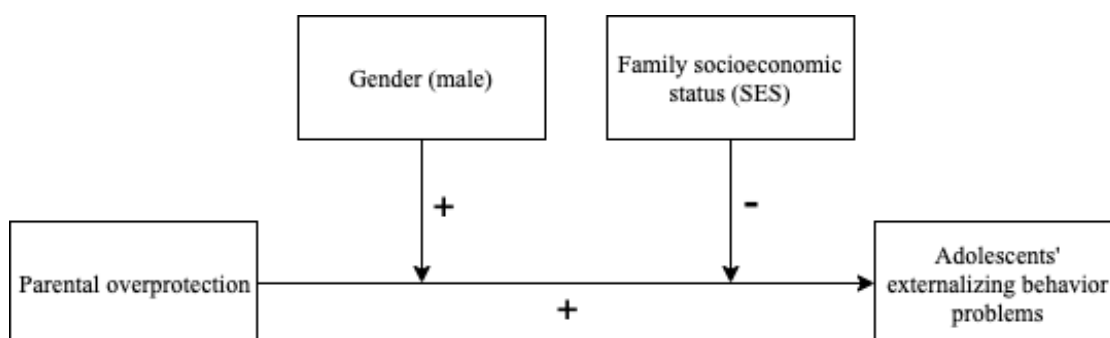 Gender (male)
Family socioeconomic
status (SES)
+
-
Parental overprotection
+
Adolescents'
externalizing behavior
problems